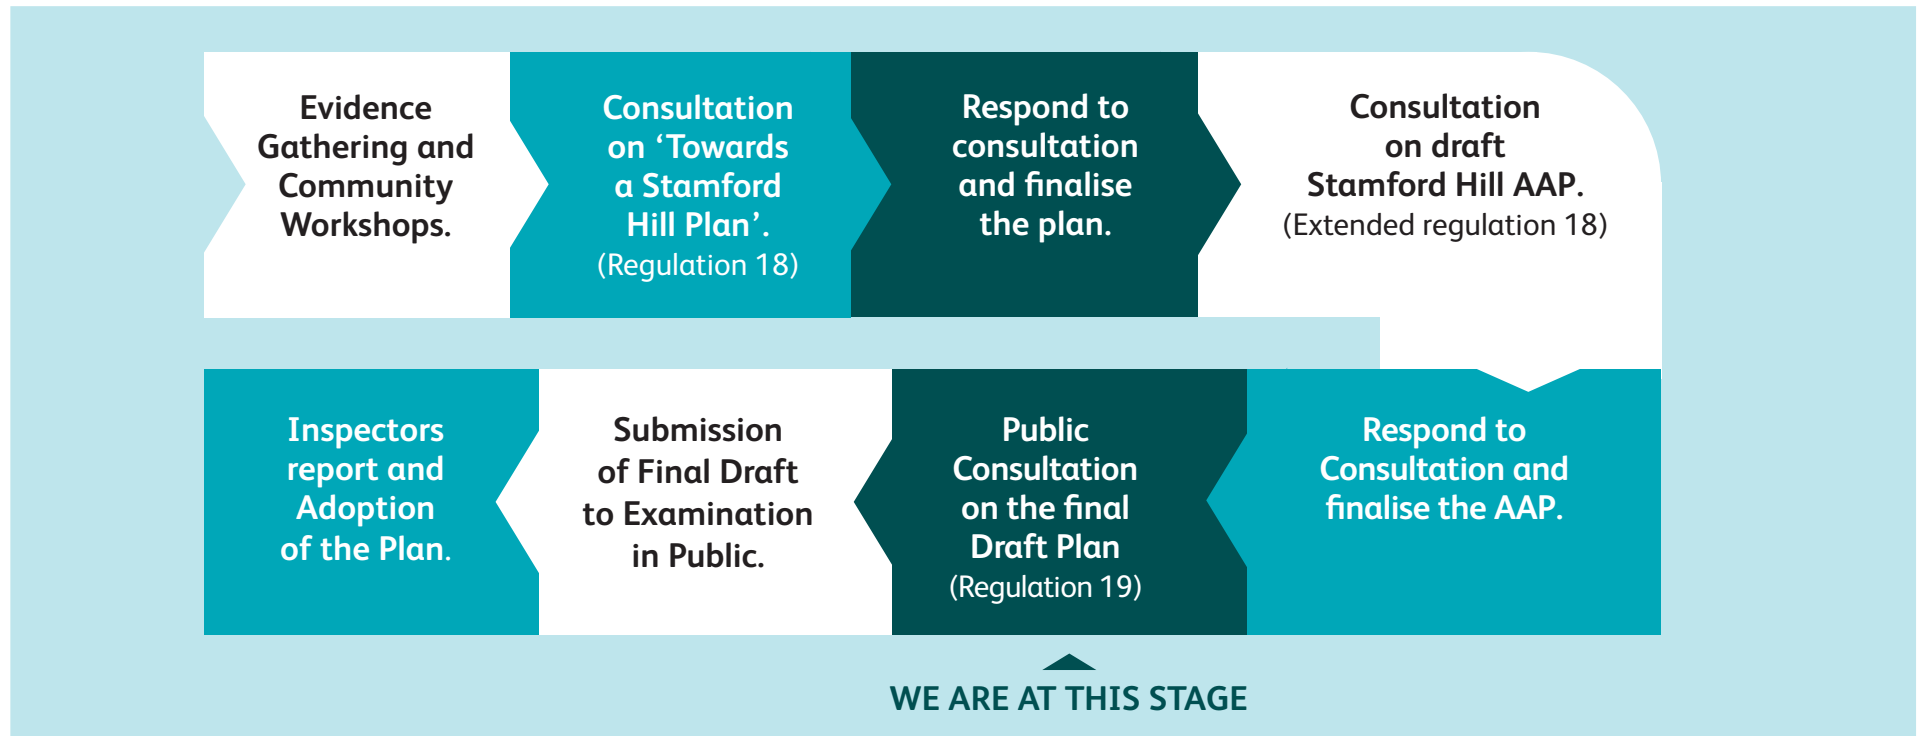 Evidence
Gathering and
Community
Workshops.
Consultation
on ‘Towards
a Stamford
Hill Plan’.
(Regulation 18)
Respond to
consultation
and finalise
the plan.
Consultation
on draft
Stamford Hill AAP.
(Extended regulation 18)
Respond to
Consultation and
finalise the AAP.
Public
Consultation
on the final
Draft Plan
(Regulation 19)
Submission
of Final Draft
to Examination
in Public.
Inspectors
report and
Adoption
of the Plan.
WE ARE AT THIS STAGE